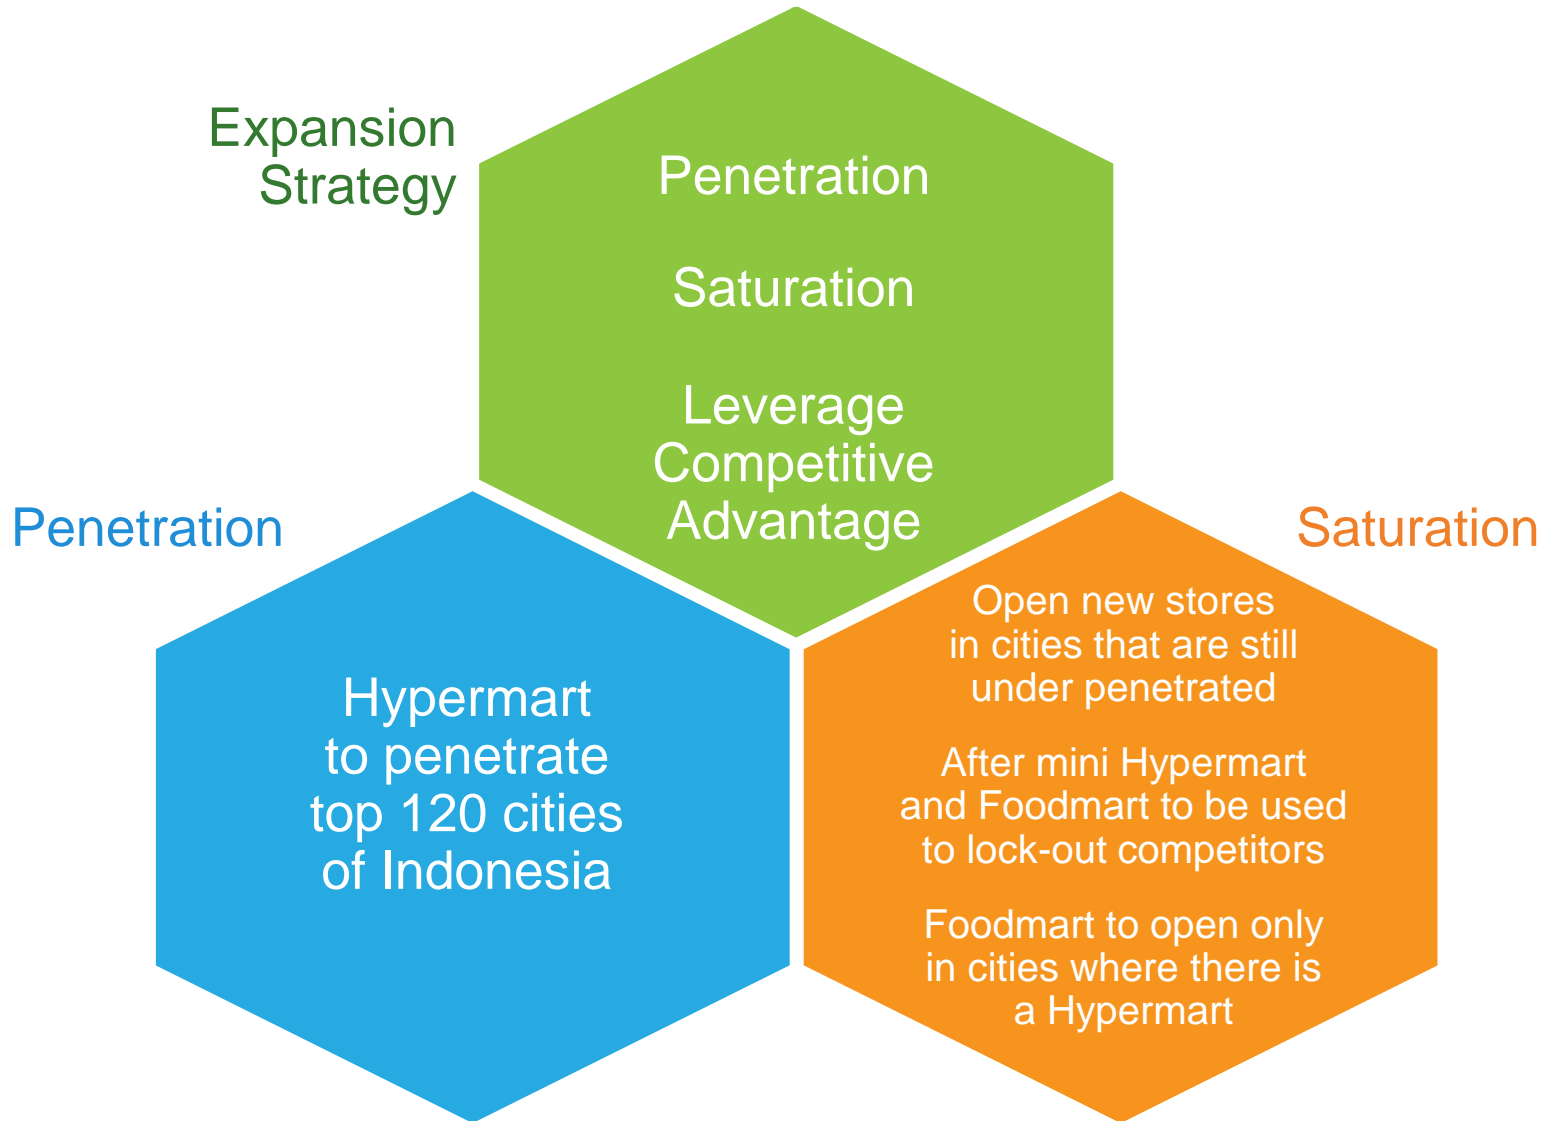 Expansion
Strategy
Penetration
Saturation
Leverage
Competitive
Advantage
Penetration
Hypermart
to penetrate
top 120 cities
of Indonesia
Saturation
Open new stores
in cities that are still
under penetrated
After mini Hypermart
and Foodmart to be used
to lock-out competitors
Foodmart to open only
in cities where there is
a Hypermart